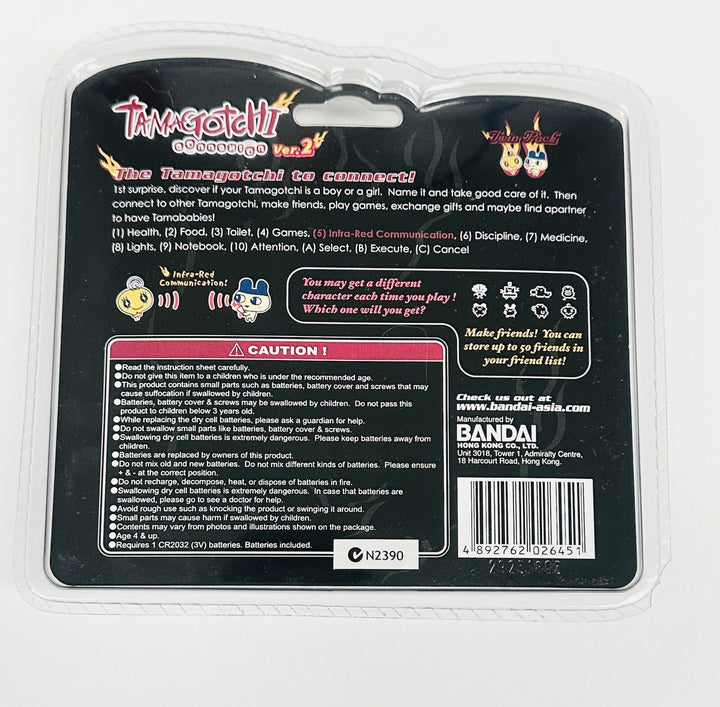 TAMAGOTCHI
CONNEXION Ver.2
Twin Pack
The Tamagotchi to connect!
1st surprise, discover if your Tamagotchi is a boy or a girl. Name it and take good care of it. Then
connect to other Tamagotchi, make friends, play games, exchange gifts and maybe find apartner
to have Tamababies!
(1) Health, (2) Food, (3) Toilet, (4) Games, (5) Infra-Red Communication, (6) Discipline, (7) Medicine,
(8) Lights, (9) Notebook, (10) Attention, (A) Select, (B) Execute, (C) Cancel
Infra-Red
Communication!
You may get a different
character each time you play !
Which one will you get?
Make friends! You can
store up to 50 friends in
your friend list!
CAUTION !
●Read the instruction sheet carefully.
●Do not give this item to a children who is under the recommended age.
●This product contains small parts such as batteries, battery cover and screws that may
cause suffocation if swallowed by children.
●Batteries, battery cover & screws may be swallowed by children. Do not pass this
product to children below 3 years old.
●While replacing the dry cell batteries, please ask a guardian for help.
●Do not swallow small parts like batteries, battery cover & screws.
●Swallowing dry cell batteries is extremely dangerous. Please keep batteries away from
children.
●Batteries are replaced by owners of this product.
●Do not mix old and new batteries. Do not mix different kinds of batteries. Please ensure
+ & - at the correct position.
●Do not recharge, decompose, heat, or dispose of batteries in fire.
●Swallowing dry cell batteries is extremely dangerous. In case that batteries are
swallowed, please go to see a doctor for help.
●Avoid rough use such as knocking the product or swinging it around.
●Small parts may cause harm if swallowed by children.
●Contents may vary from photos and illustrations shown on the package.
●Age 4 & up.
●Requires 1 CR2032 (3V) batteries. Batteries included.
N2390
Check us out at
www.bandai-asia.com
Manufactured by
BANDAI
HONG KONG CO., LTD.
Unit 3018, Tower 1, Admiralty Centre,
18 Harcourt Road, Hong Kong.
4 892762 026451